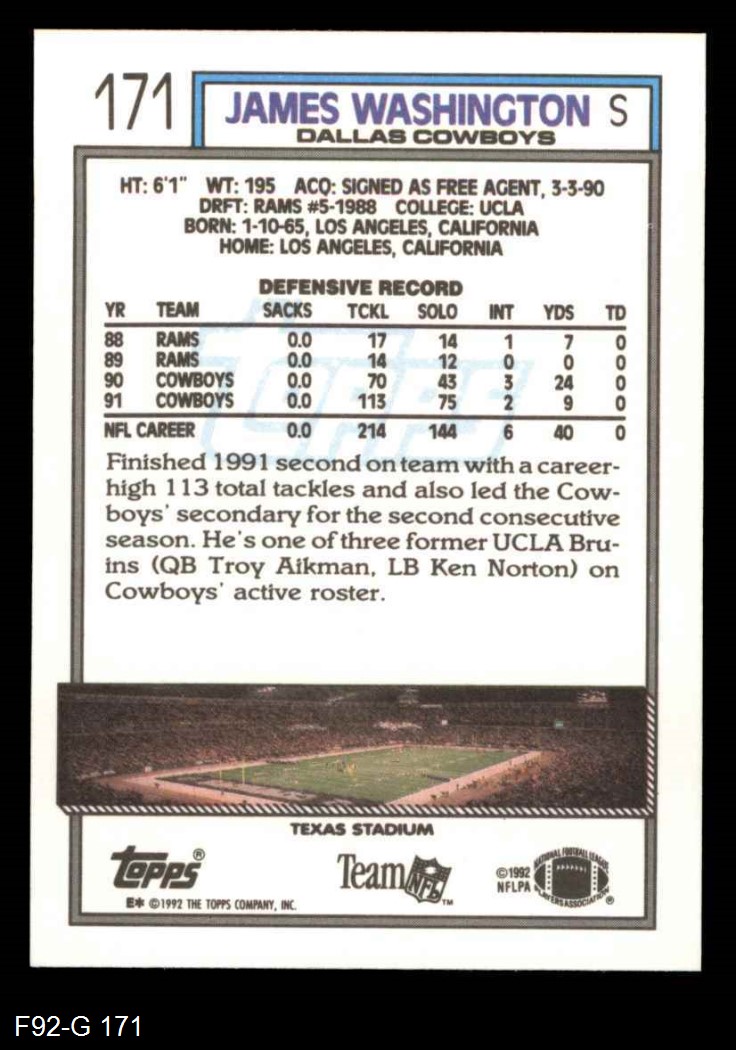 171
JAMES WASHINGTON S
DALLAS COWBOYS
HT: 6'1" WT: 195 ACQ: SIGNED AS FREE AGENT, 3-3-90
DRFT: RAMS #5-1988 COLLEGE: UCLA
BORN: 1-10-65, LOS ANGELES, CALIFORNIA
HOME: LOS ANGELES, CALIFORNIA
DEFENSIVE RECORD
YR TEAM SACKS TCKL SOLO INT YDS TD
88 RAMS 0.0 17 14 1 7 0
89 RAMS 0.0 14 12 0 0 0
90 COWBOYS 0.0 70 43 3 24 0
91 COWBOYS 0.0 113 75 2 9 0
NFL CAREER 0.0 214 144 6 40 0
TOPPS
Finished 1991 second on team with a career-
high 113 total tackles and also led the Cow-
boys' secondary for the second consecutive
season. He's one of three former UCLA Bru-
ins (QB Troy Aikman, LB Ken Norton) on
Cowboys' active roster.
TEXAS STADIUM
TOPPS®
Team NFL™
©1992
NFLPA
NATIONAL FOOTBALL LEAGUE
PLAYERS ASSOCIATION ®
E* ©1992 THE TOPPS COMPANY, INC.
F92-G 171